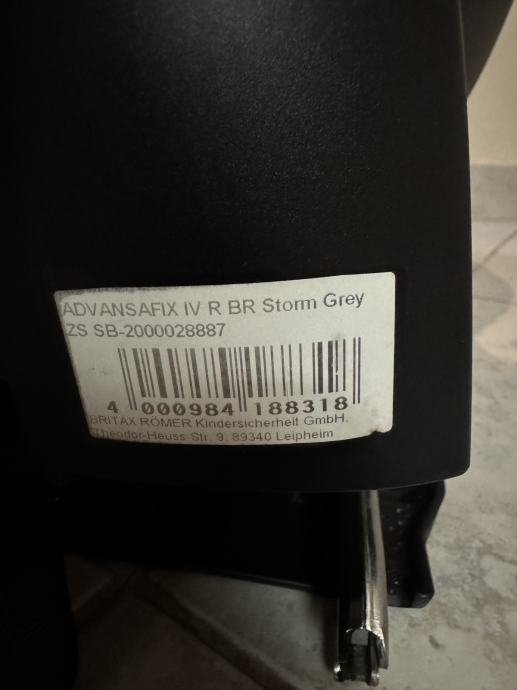 ADVANSAFIX IV R BR Storm Grey
ZS SB-2000028887
4 000984 188318
BRITAX RÖMER Kindersicherheit GmbH,
Theodor-Heuss-Str. 9, 89340 Leipheim